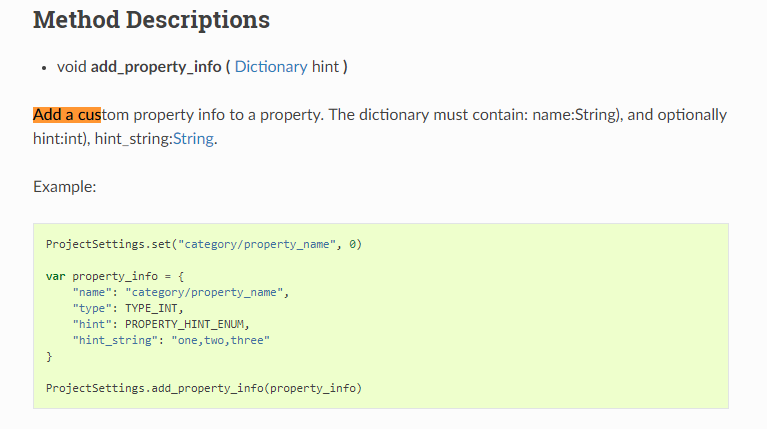 Method Descriptions
• void add_property_info ( Dictionary hint )
Add a custom property info to a property. The dictionary must contain: name:String), and optionally
hint:int), hint_string:String.
Example:
ProjectSettings.set("category/property_name", 0)
var property_info = {
    "name": "category/property_name",
    "type": TYPE_INT,
    "hint": PROPERTY_HINT_ENUM,
    "hint_string": "one,two,three"
}
ProjectSettings.add_property_info(property_info)